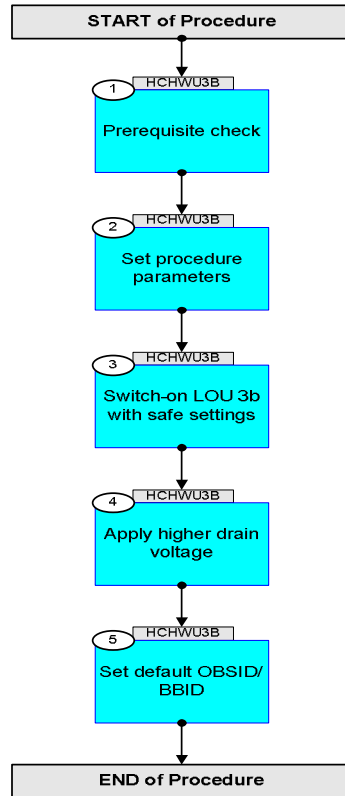 START of Procedure
HCHWU3B
1
Prerequisite check
HCHWU3B
2
Set procedure
parameters
HCHWU3B
3
Switch-on LOU 3b
with safe settings
HCHWU3B
4
Apply higher drain
voltage
HCHWU3B
5
Set default OBSID/
BBID
END of Procedure